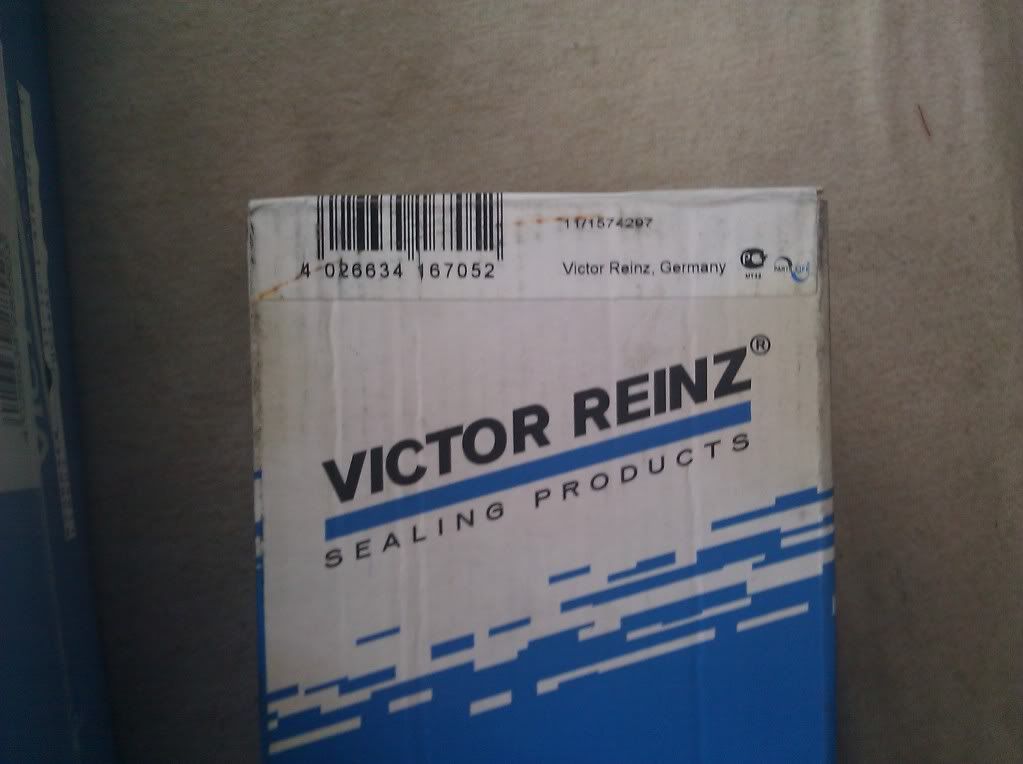 11/1574297
4 026634 167052
Victor Reinz, Germany
VICTOR REINZ®
SEALING PRODUCTS